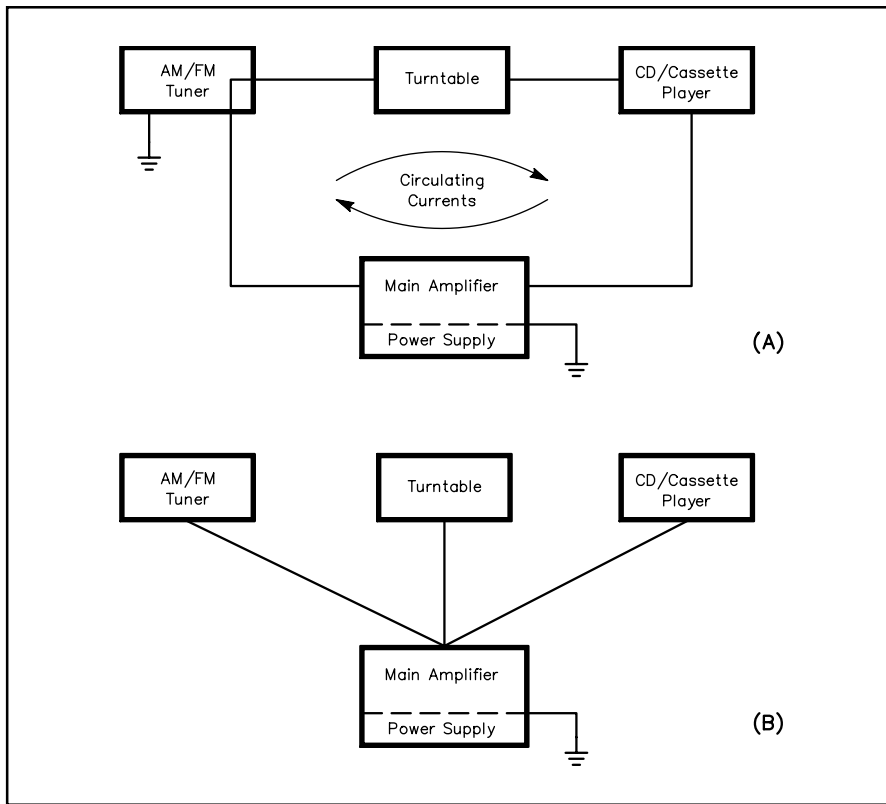 AM/FM
Tuner
Turntable
CD/Cassette
Player
Circulating
Currents
Main Amplifier
Power Supply
(A)
AM/FM
Tuner
Turntable
CD/Cassette
Player
Main Amplifier
Power Supply
(B)